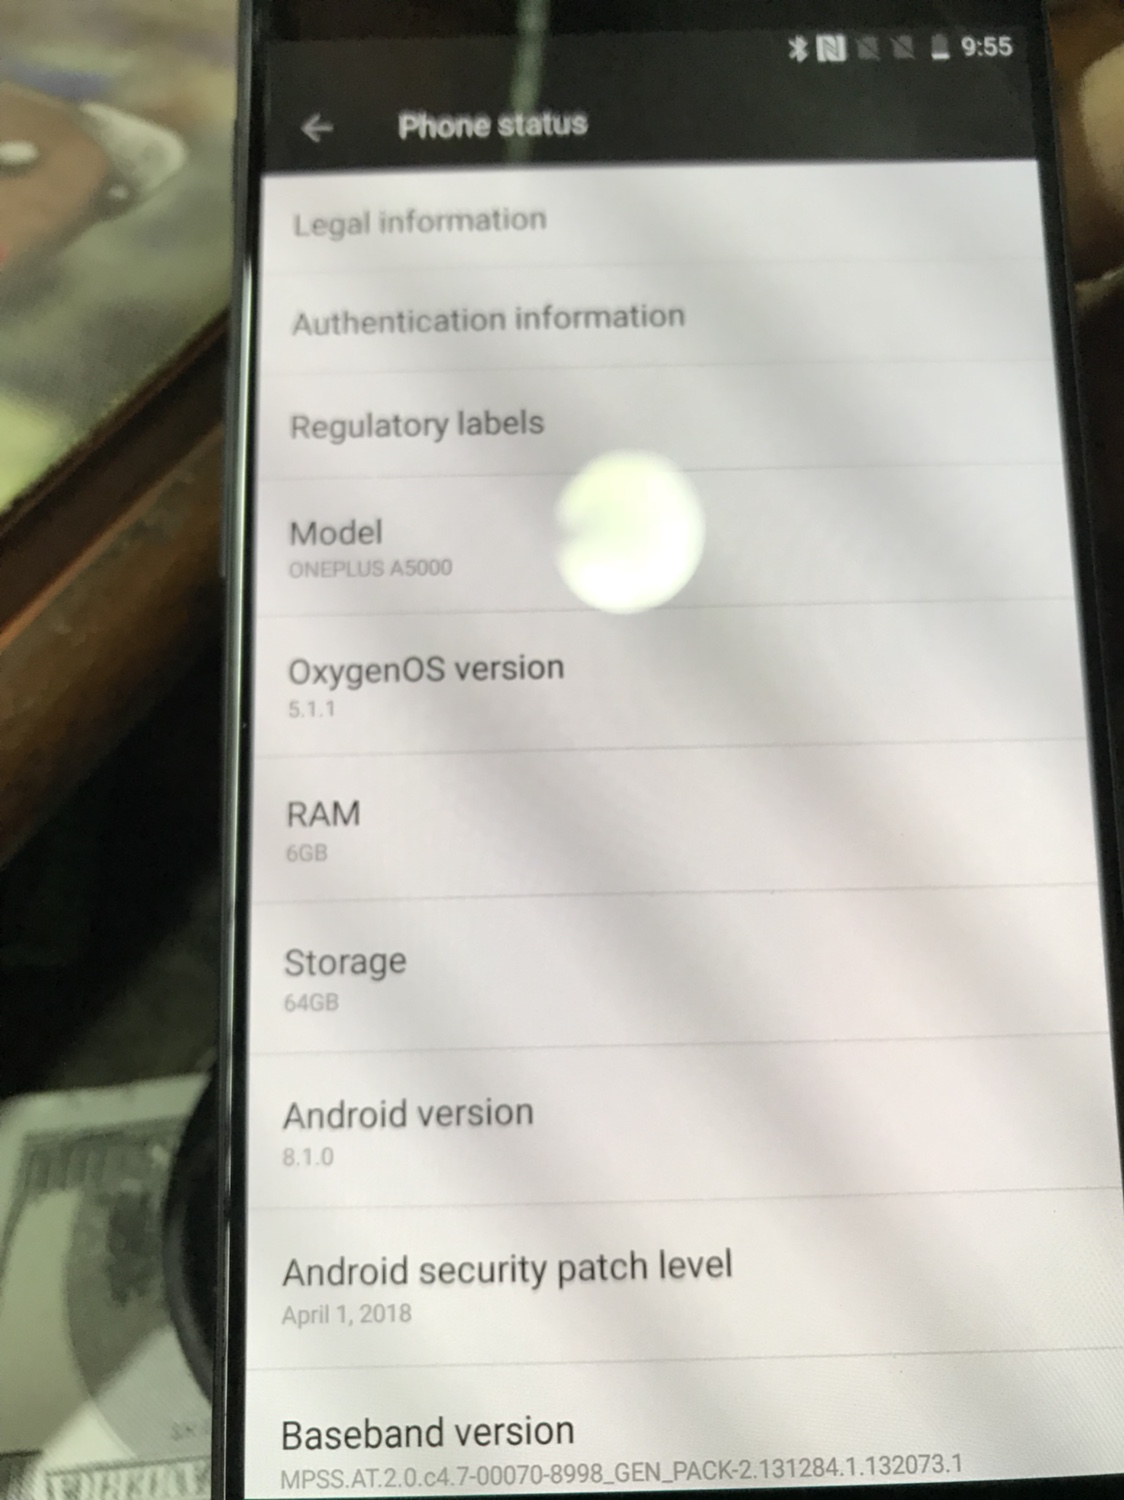 9:55
Phone status
Legal information
Authentication information
Regulatory labels
Model
ONEPLUS A5000
OxygenOS version
5.1.1
RAM
6GB
Storage
64GB
Android version
8.1.0
Android security patch level
April 1, 2018
Baseband version
MPSS.AT.2.0.c4.7-00070-8998_GEN_PACK-2.131284.1.132073.1